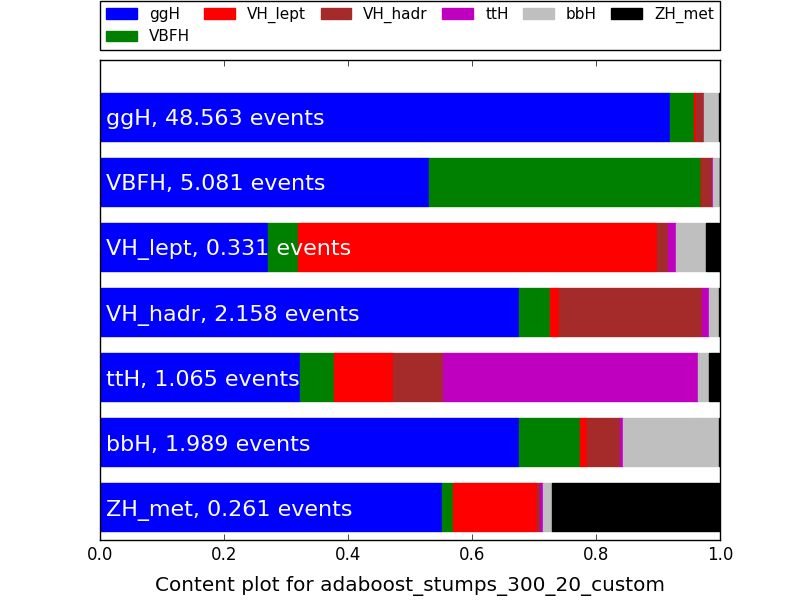 ggH VH_lept VH_hadr ttH bbH ZH_met
VBFH
ggH, 48.563 events
VBFH, 5.081 events
VH_lept, 0.331 events
VH_hadr, 2.158 events
ttH, 1.065 events
bbH, 1.989 events
ZH_met, 0.261 events
0.0 0.2 0.4 0.6 0.8 1.0
Content plot for adaboost_stumps_300_20_custom